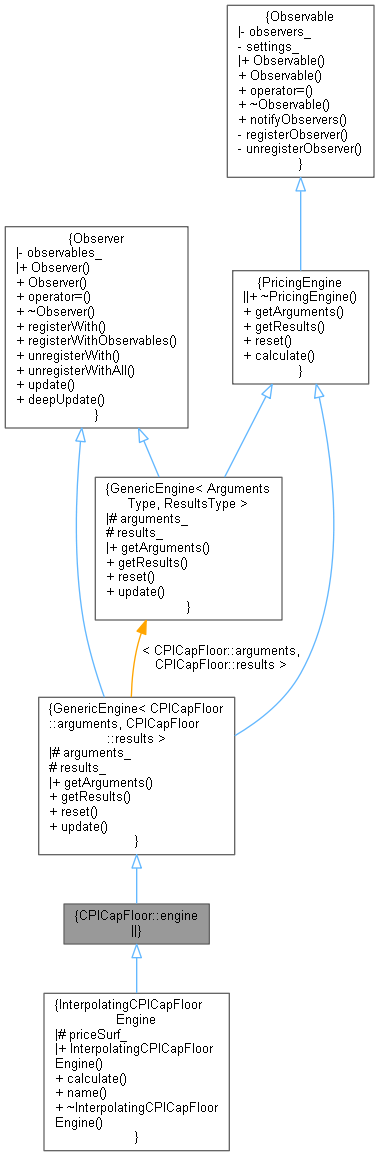 {Observable
|- observers_
- settings_
|+ Observable()
+ Observable()
+ operator=()
+ ~Observable()
+ notifyObservers()
- registerObserver()
- unregisterObserver()
}
{Observer
|- observables_
|+ Observer()
+ Observer()
+ operator=()
+ ~Observer()
+ registerWith()
+ registerWithObservables()
+ unregisterWith()
+ unregisterWithAll()
+ update()
+ deepUpdate()
}
{PricingEngine
||+ ~PricingEngine()
+ getArguments()
+ getResults()
+ reset()
+ calculate()
}
{GenericEngine< Arguments
Type, ResultsType >
|# arguments_
# results_
|+ getArguments()
+ getResults()
+ reset()
+ update()
}
< CPICapFloor::arguments,
CPICapFloor::results >
{GenericEngine< CPICapFloor
::arguments, CPICapFloor
::results >
|# arguments_
# results_
|+ getArguments()
+ getResults()
+ reset()
+ update()
}
{CPICapFloor::engine
||}
{InterpolatingCPICapFloor
Engine
|# priceSurf_
|+ InterpolatingCPICapFloor
Engine()
+ calculate()
+ name()
+ ~InterpolatingCPICapFloor
Engine()
}